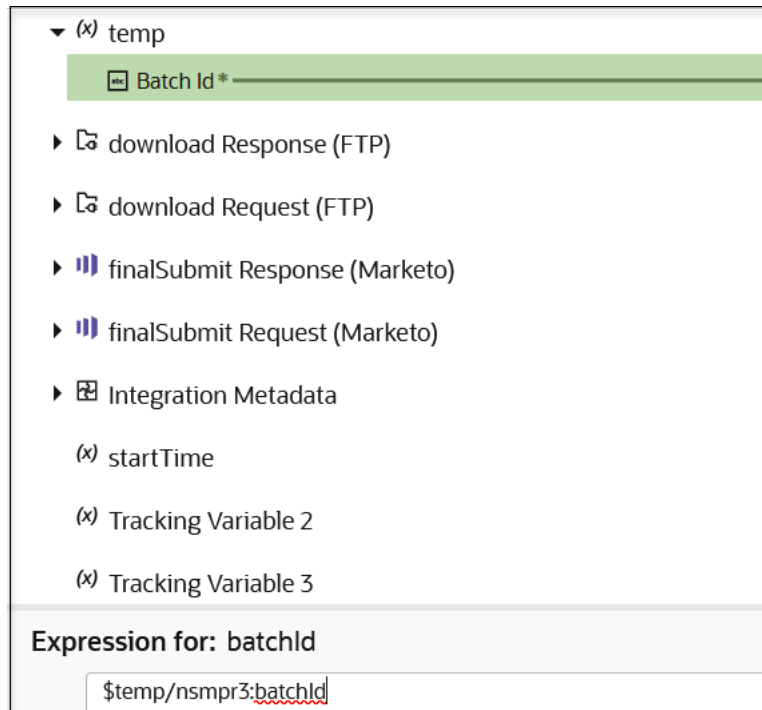 (x) temp
abc Batch Id *
download Response (FTP)
download Request (FTP)
finalSubmit Response (Marketo)
finalSubmit Request (Marketo)
Integration Metadata
(x) startTime
(x) Tracking Variable 2
(x) Tracking Variable 3
Expression for: batchId
$temp/nsmpr3:batchId